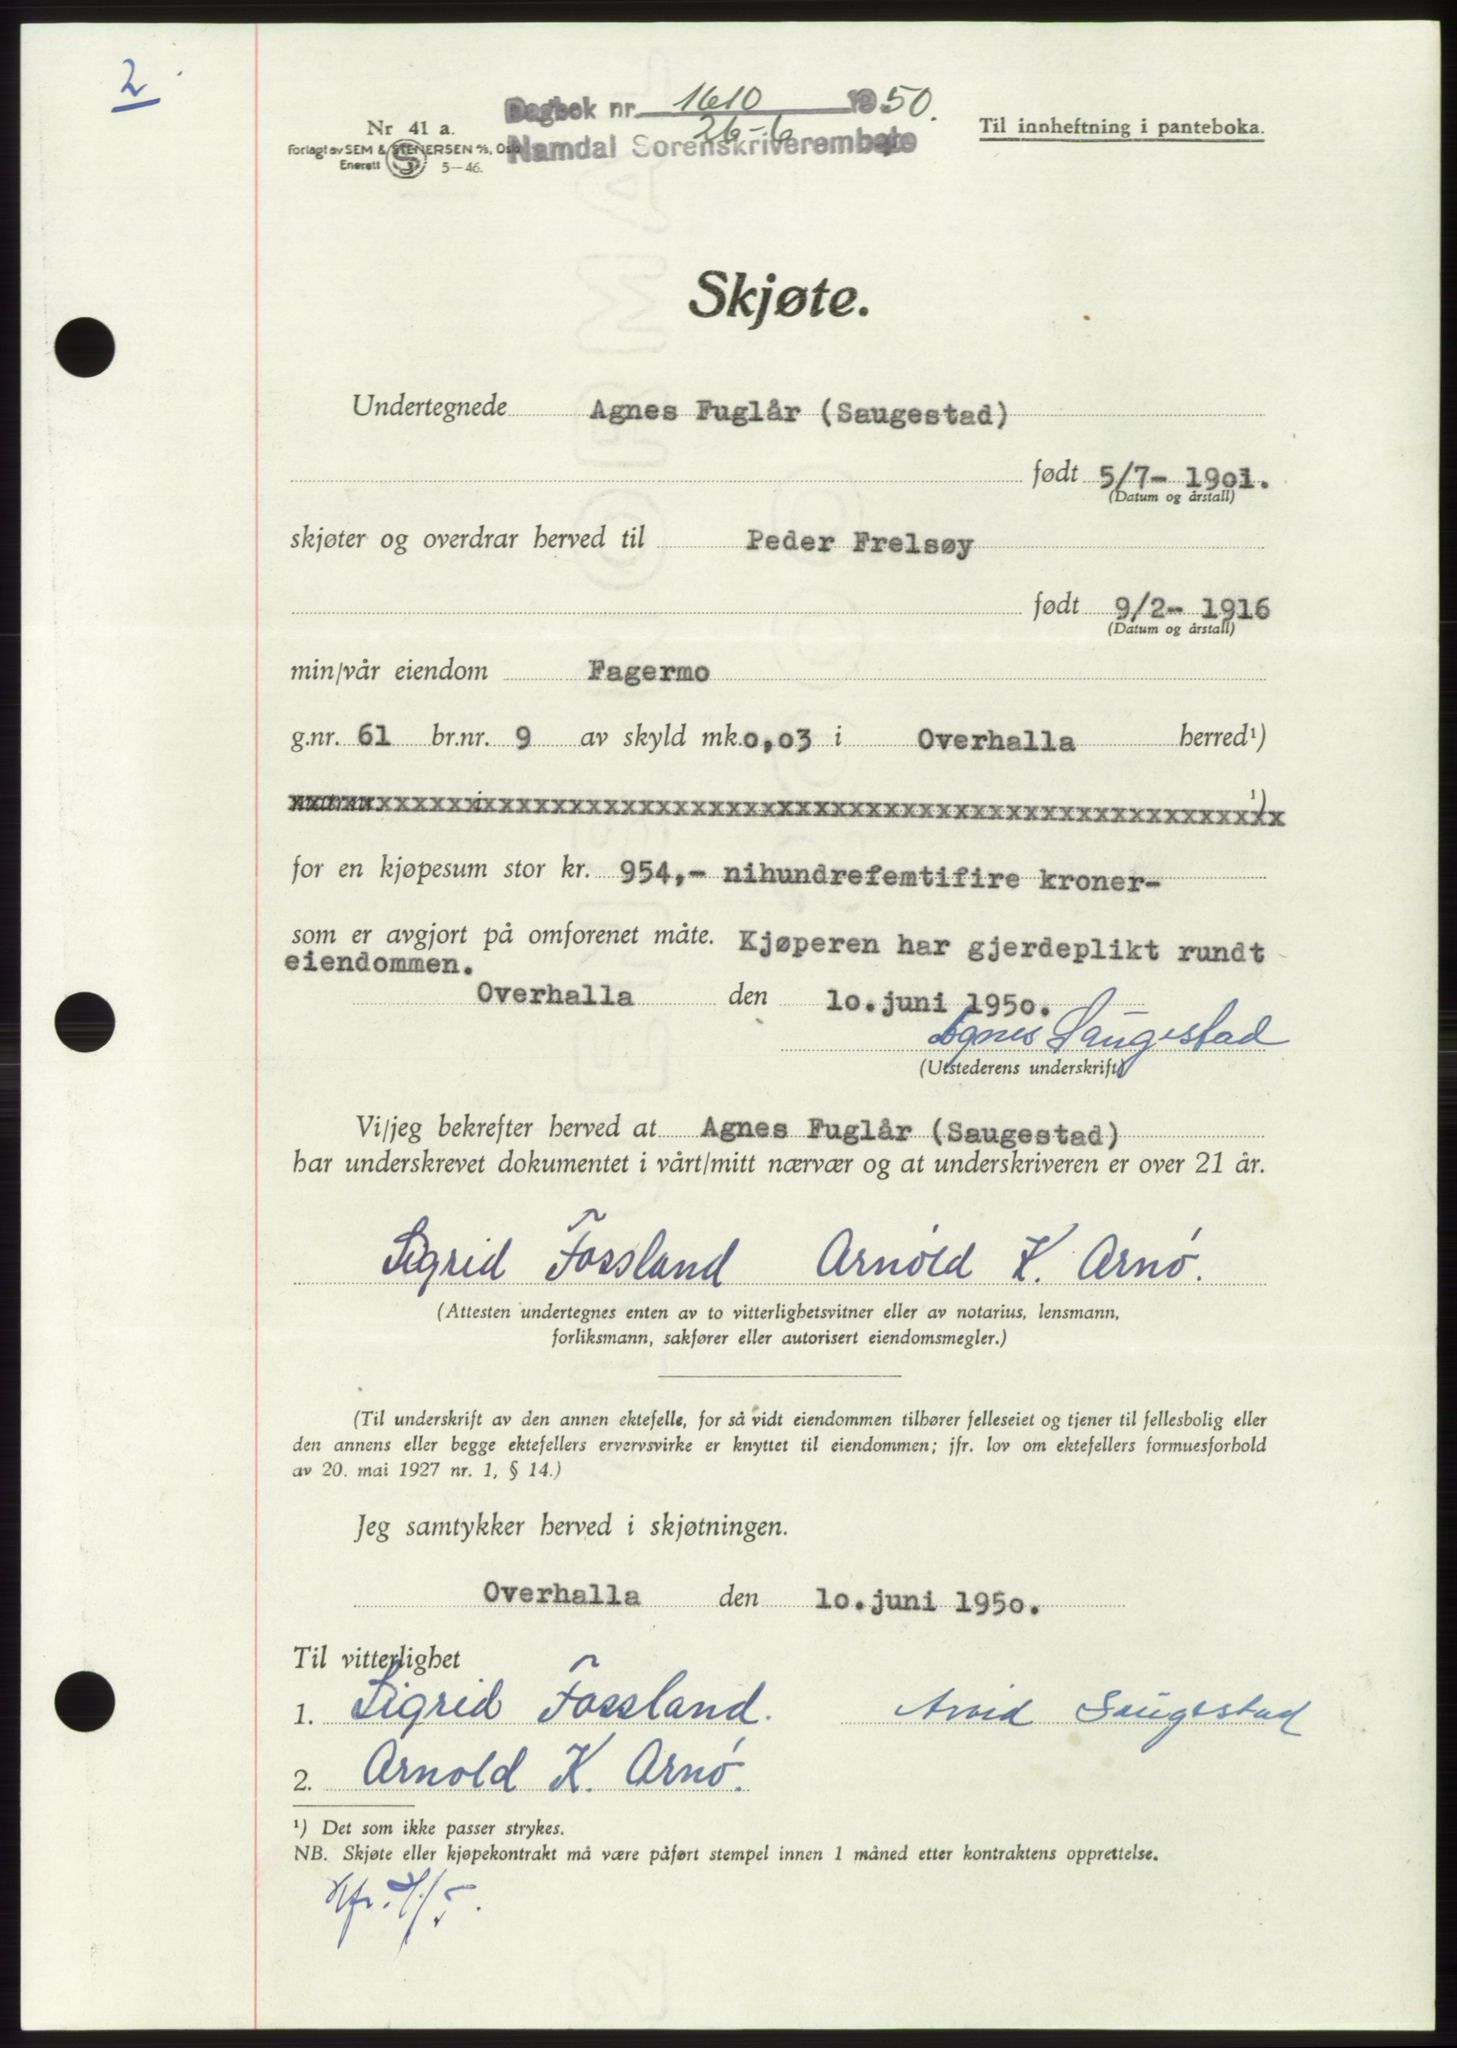 2
Dagbok nr. 1610 1950.
26-6
Namdal Sorenskriverembete
Nr 41 a.
Forlagt av SEM & STENERSEN A/S, Oslo
Enerett S 5—46.
Til innheftning i panteboka.
Skjøte.
Undertegnede Agnes Fuglår (Saugestad)
født 5/7- 1901.
(Datum og årstall)
skjøter og overdrar herved til Peder Frelsøy
født 9/2- 1916
(Datum og årstall)
min/vår eiendom Fagermo
g.nr. 61 br.nr. 9 av skyld mk. 0,03 i Overhalla herred¹)
¹)
for en kjøpesum stor kr. 954,- nihundrefemtifire kroner-
som er avgjort på omforenet måte. Kjøperen har gjerdeplikt rundt
eiendommen.
Overhalla den 10.juni 1950.
Agnes Saugestad
(Utstederens underskrift)
Vi/jeg bekrefter herved at Agnes Fuglår (Saugestad)
har underskrevet dokumentet i vårt/mitt nærvær og at underskriveren er over 21 år.
Sigrid Fossland Arnold K. Arnø.
(Attesten undertegnes enten av to vitterlighetsvitner eller av notarius, lensmann,
forliksmann, sakfører eller autorisert eiendomsmegler.)
(Til underskrift av den annen ektefelle, for så vidt eiendommen tilhører felleseiet og tjener til fellesbolig eller
den annens eller begge ektefellers ervervsvirke er knyttet til eiendommen; jfr. lov om ektefellers formuesforhold
av 20. mai 1927 nr. 1, § 14.)
Jeg samtykker herved i skjøtningen.
Overhalla den 10.juni 1950.
Til vitterlighet
1. Sigrid Fossland. Arvid Saugestad
2. Arnold K. Arnø.
¹) Det som ikke passer strykes.
NB. Skjøte eller kjøpekontrakt må være påført stempel innen 1 måned etter kontraktens opprettelse.